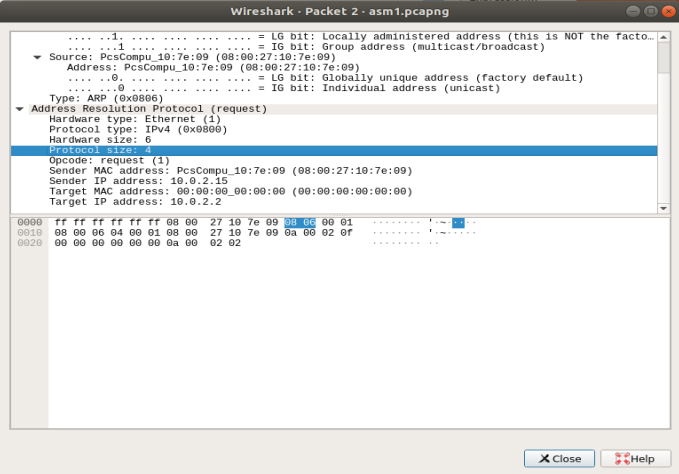 Wireshark · Packet 2 · asm1.pcapng
.... ..1. .... .... .... .... = LG bit: Locally administered address (this is NOT the facto…
.... ...1 .... .... .... .... = IG bit: Group address (multicast/broadcast)
Source: PcsCompu_10:7e:09 (08:00:27:10:7e:09)
Address: PcsCompu_10:7e:09 (08:00:27:10:7e:09)
.... ..0. .... .... .... .... = LG bit: Globally unique address (factory default)
.... ...0 .... .... .... .... = IG bit: Individual address (unicast)
Type: ARP (0x0806)
Address Resolution Protocol (request)
Hardware type: Ethernet (1)
Protocol type: IPv4 (0x0800)
Hardware size: 6
Protocol size: 4
Opcode: request (1)
Sender MAC address: PcsCompu_10:7e:09 (08:00:27:10:7e:09)
Sender IP address: 10.0.2.15
Target MAC address: 00:00:00_00:00:00 (00:00:00:00:00:00)
Target IP address: 10.0.2.2
0000 ff ff ff ff ff ff 08 00 27 10 7e 09 08 06 00 01 ········ '·~·····
0010 08 00 06 04 00 01 08 00 27 10 7e 09 0a 00 02 0f ········ '·~·····
0020 00 00 00 00 00 00 0a 00 02 02 ········ ··
Close Help